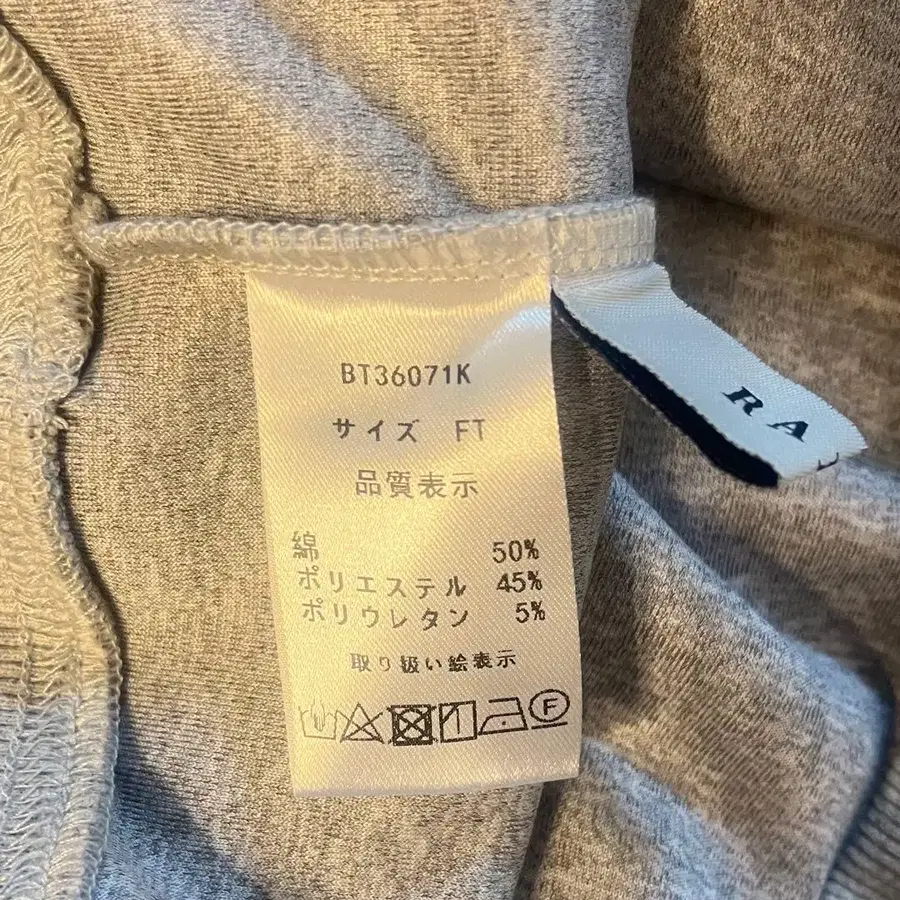 BT36071K
サイズ FT
品質表示
綿 50%
ポリエステル 45%
ポリウレタン 5%
取り扱い絵表示
F
RA